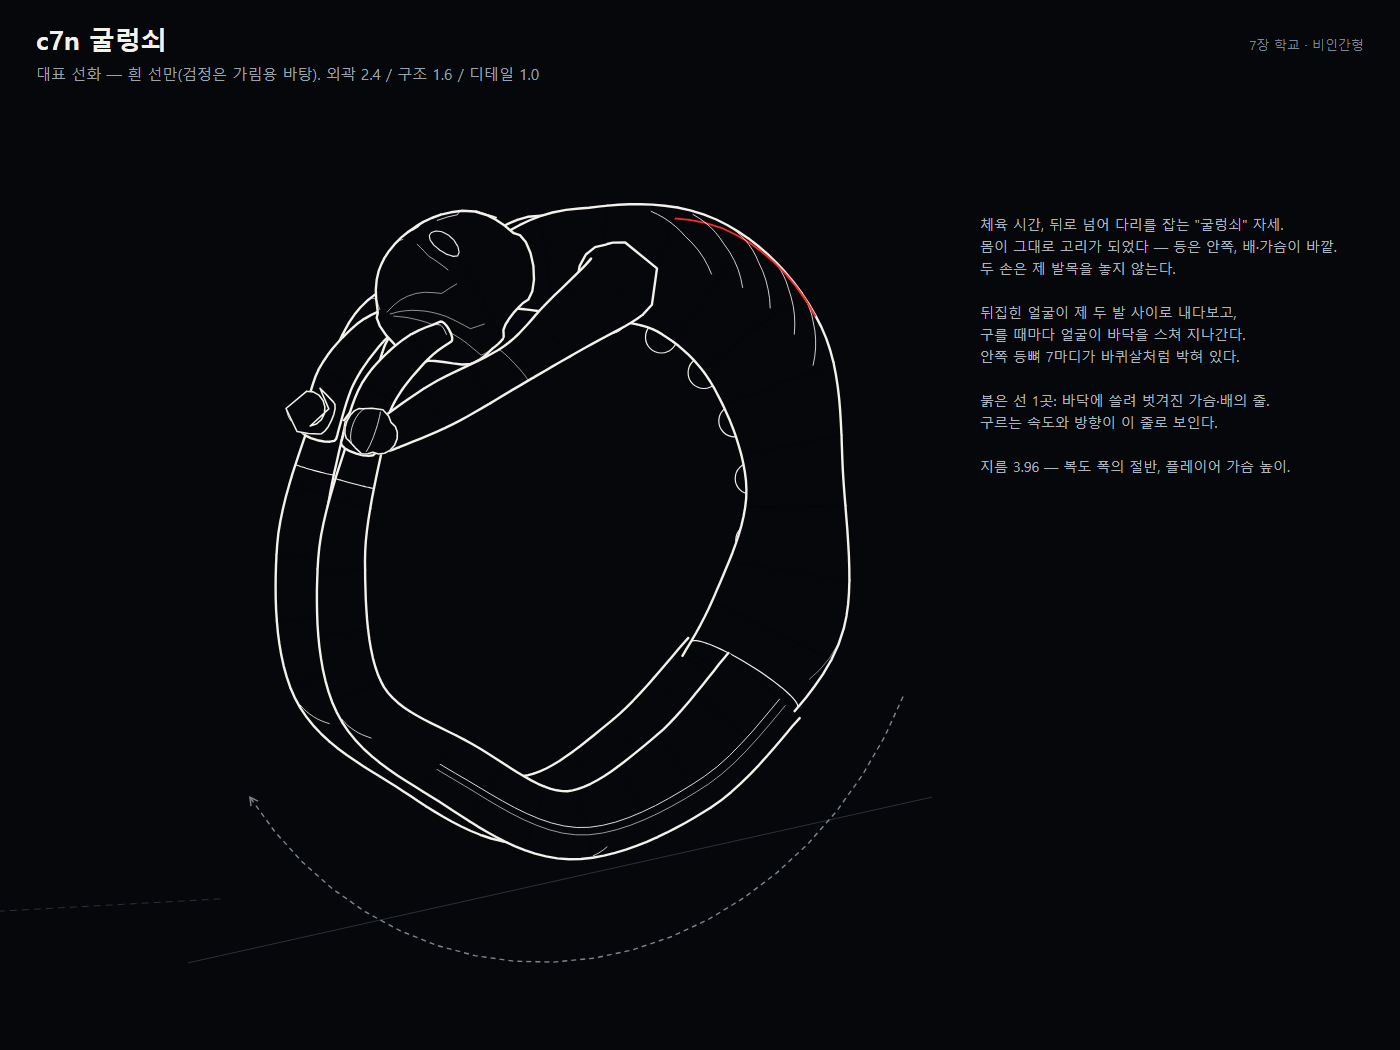 c7n 굴렁쇠
7장 학교 · 비인간형
대표 선화 — 흰 선만(검정은 가림용 바탕). 외곽 2.4 / 구조 1.6 / 디테일 1.0
체육 시간, 뒤로 넘어 다리를 잡는 "굴렁쇠" 자세.
몸이 그대로 고리가 되었다 — 등은 안쪽, 배·가슴이 바깥.
두 손은 제 발목을 놓지 않는다.
뒤집힌 얼굴이 제 두 발 사이로 내다보고,
구를 때마다 얼굴이 바닥을 스쳐 지나간다.
안쪽 등뼈 7마디가 바퀴살처럼 박혀 있다.
붉은 선 1곳: 바닥에 쓸려 벗겨진 가슴·배의 줄.
구르는 속도와 방향이 이 줄로 보인다.
지름 3.96 — 복도 폭의 절반, 플레이어 가슴 높이.